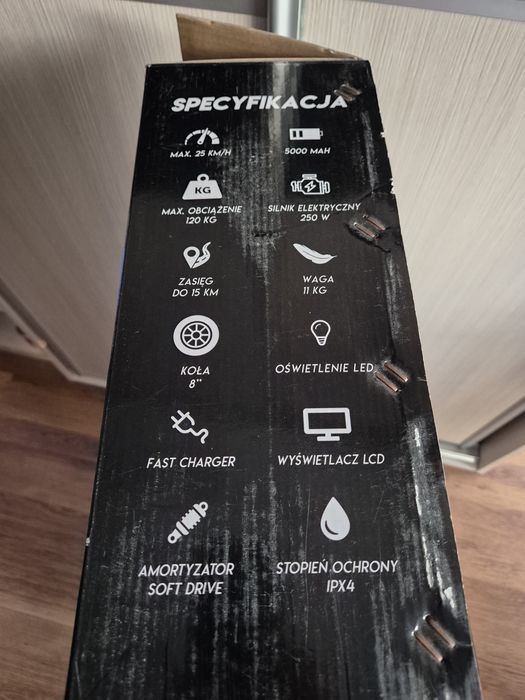 SPECYFIKACJA
MAX. 25 KM/H
5000 MAH
KG
MAX. OBCIĄŻENIE
120 KG
SILNIK ELEKTRYCZNY
250 W
ZASIĘG
DO 15 KM
WAGA
11 KG
KOŁA
8"
OŚWIETLENIE LED
FAST CHARGER
WYŚWIETLACZ LCD
AMORTYZATOR
SOFT DRIVE
STOPIEŃ OCHRONY
IPX4